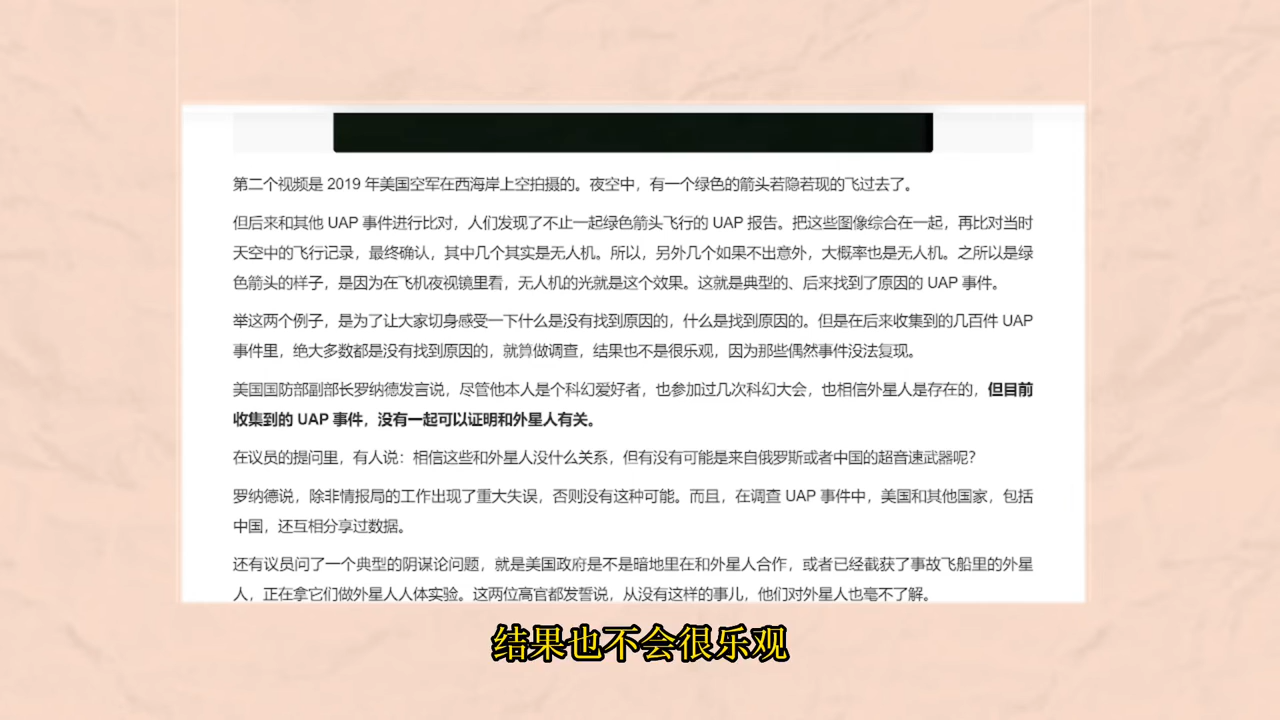 第二个视频是 2019 年美国空军在西海岸上空拍摄的。夜空中，有一个绿色的箭头若隐若现的飞过去了。
但后来和其他 UAP 事件进行比对，人们发现了不止一起绿色箭头飞行的 UAP 报告。把这些图像综合在一起，再比对当时
天空中的飞行记录，最终确认，其中几个其实是无人机。所以，另外几个如果不出意外，大概率也是无人机。之所以是绿
色箭头的样子，是因为在飞机夜视镜里看，无人机的光就是这个效果。这就是典型的、后来找到了原因的 UAP 事件。
举这两个例子，是为了让大家切身感受一下什么是没有找到原因的，什么是找到原因的。但是在后来收集到的几百件 UAP
事件里，绝大多数都是没有找到原因的，就算做调查，结果也不是很乐观，因为那些偶然事件没法复现。
美国国防部副部长罗纳德发言说，尽管他本人是个科幻爱好者，也参加过几次科幻大会，也相信外星人是存在的，但目前
收集到的 UAP 事件，没有一起可以证明和外星人有关。
在议员的提问里，有人说：相信这些和外星人没什么关系，但有没有可能是来自俄罗斯或者中国的超音速武器呢？
罗纳德说，除非情报局的工作出现了重大失误，否则没有这种可能。而且，在调查 UAP 事件中，美国和其他国家，包括
中国，还互相分享过数据。
还有议员问了一个典型的阴谋论问题，就是美国政府是不是暗地里在和外星人合作，或者已经截获了事故飞船里的外星
人，正在拿它们做外星人人体实验。这两位高官都发誓说，从没有这样的事儿，他们对外星人也毫不了解。
结果也不会很乐观